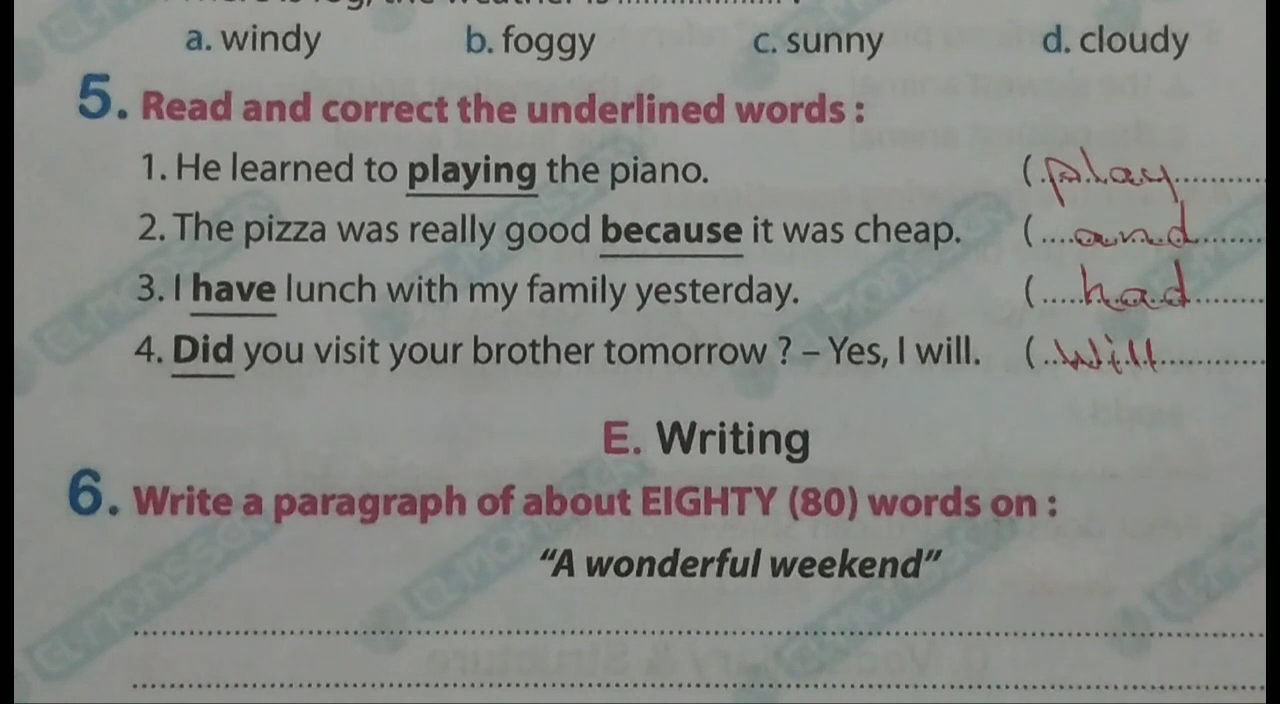 a. windy b. foggy c. sunny d. cloudy
5. Read and correct the underlined words :
1. He learned to playing the piano. (.play..........
2. The pizza was really good because it was cheap. (....and.......
3. I have lunch with my family yesterday. (.....had.........
4. Did you visit your brother tomorrow ? – Yes, I will. (..will............
E. Writing
6. Write a paragraph of about EIGHTY (80) words on :
"A wonderful weekend"